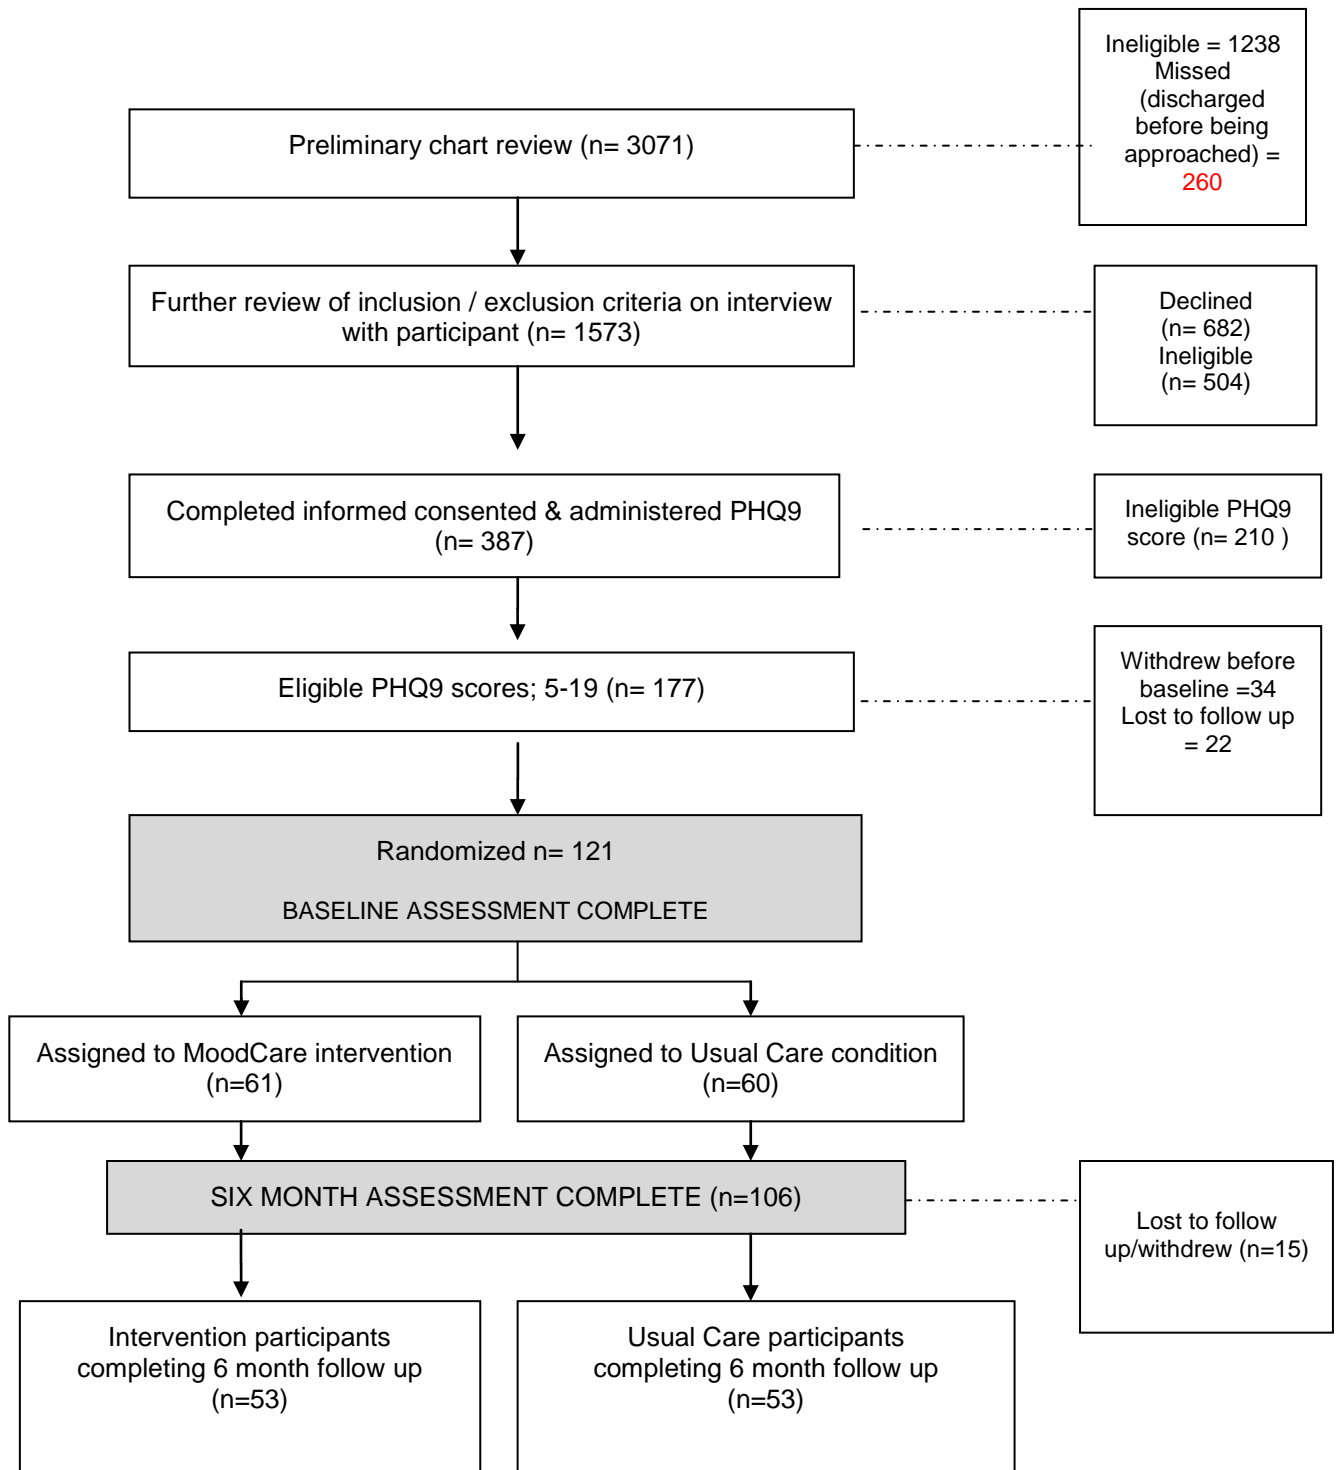 Ineligible = 1238
Missed
(discharged
before being
approached) =
260
Preliminary chart review (n= 3071)
Further review of inclusion / exclusion criteria on interview
with participant (n= 1573)
Declined
(n= 682)
Ineligible
(n= 504)
Completed informed consented & administered PHQ9
(n= 387)
Ineligible PHQ9
score (n= 210 )
Eligible PHQ9 scores; 5-19 (n= 177)
Withdrew before
baseline =34
Lost to follow up
= 22
Randomized n= 121
BASELINE ASSESSMENT COMPLETE
Assigned to MoodCare intervention
(n=61)
Assigned to Usual Care condition
(n=60)
SIX MONTH ASSESSMENT COMPLETE (n=106)
Lost to follow
up/withdrew (n=15)
Intervention participants
completing 6 month follow up
(n=53)
Usual Care participants
completing 6 month follow up
(n=53)